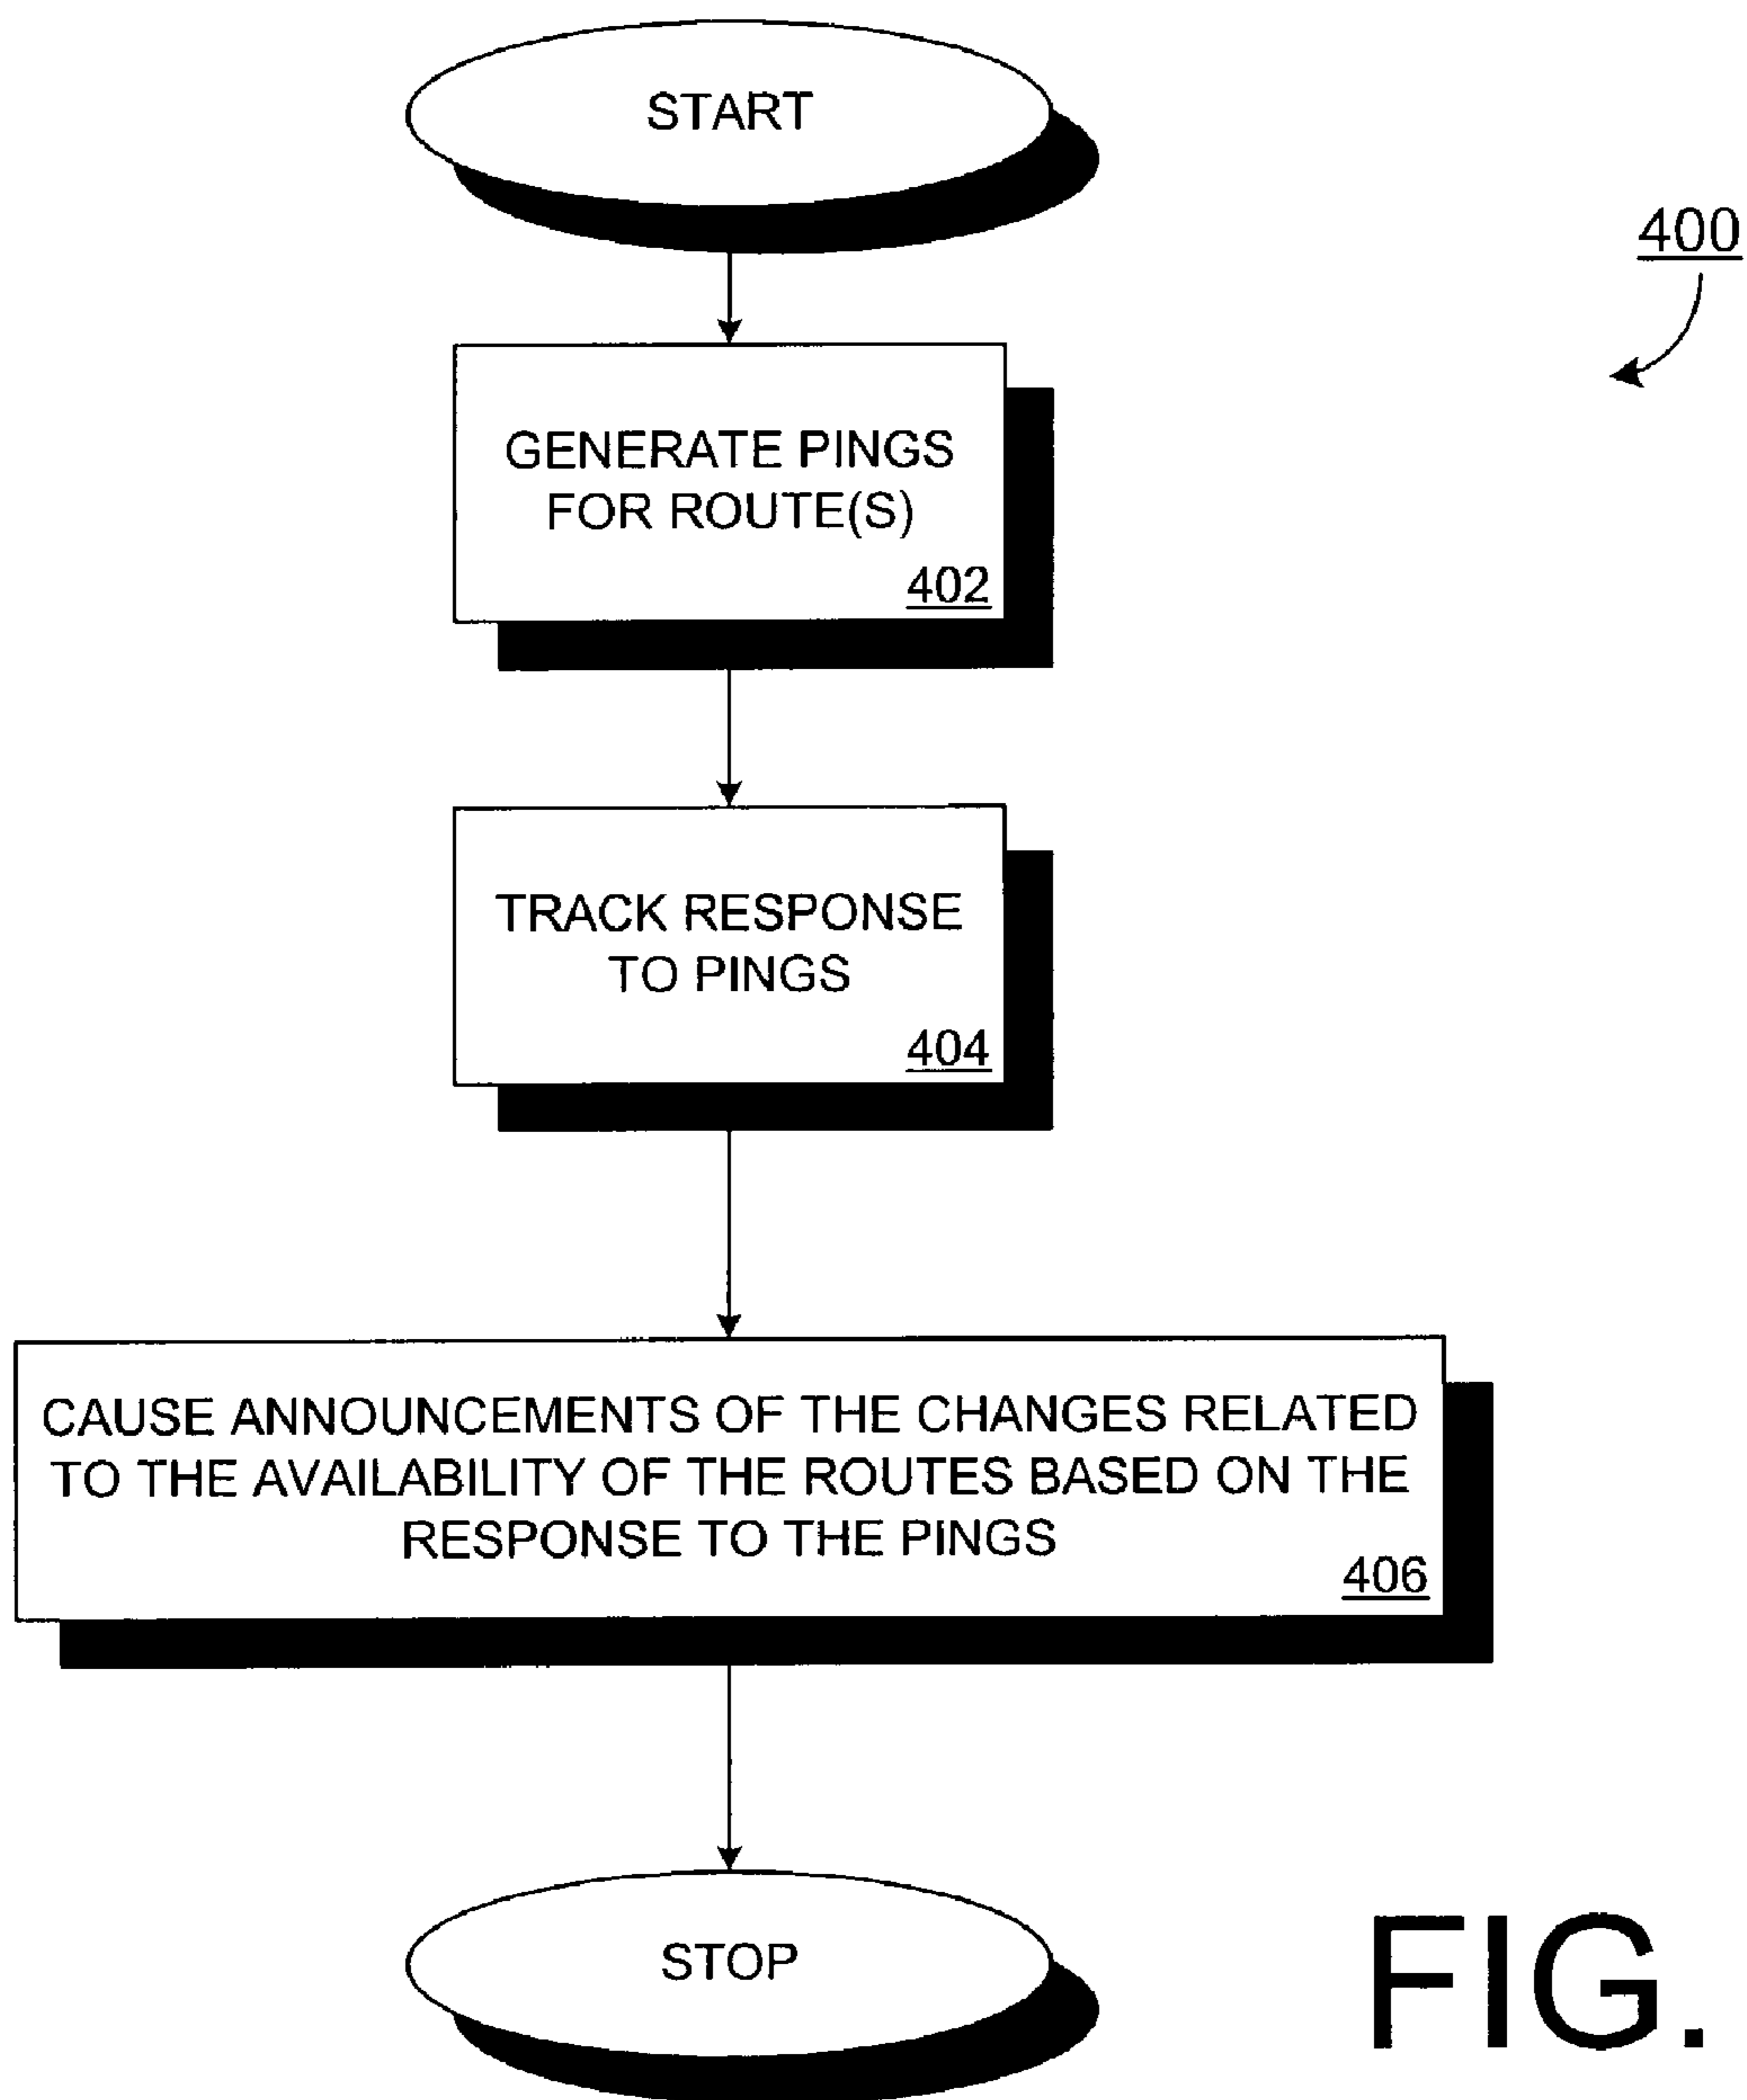 START
400
GENERATE PINGS
FOR ROUTE(S)
402
TRACK RESPONSE
TO PINGS
404
CAUSE ANNOUNCEMENTS OF THE CHANGES RELATED
TO THE AVAILABILITY OF THE ROUTES BASED ON THE
RESPONSE TO THE PINGS
406
STOP
FIG.